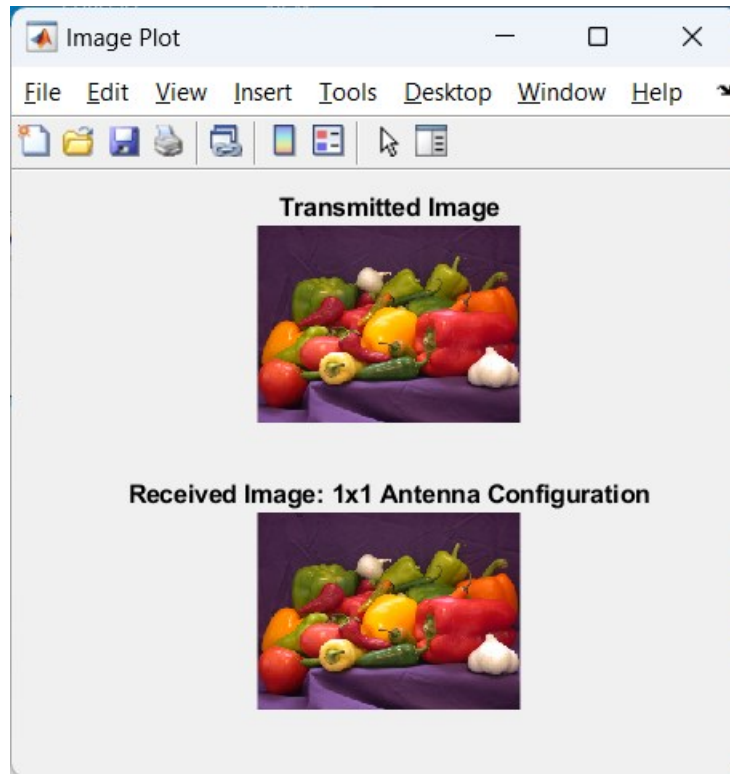 Image Plot
File Edit View Insert Tools Desktop Window Help
Transmitted Image
Received Image: 1x1 Antenna Configuration